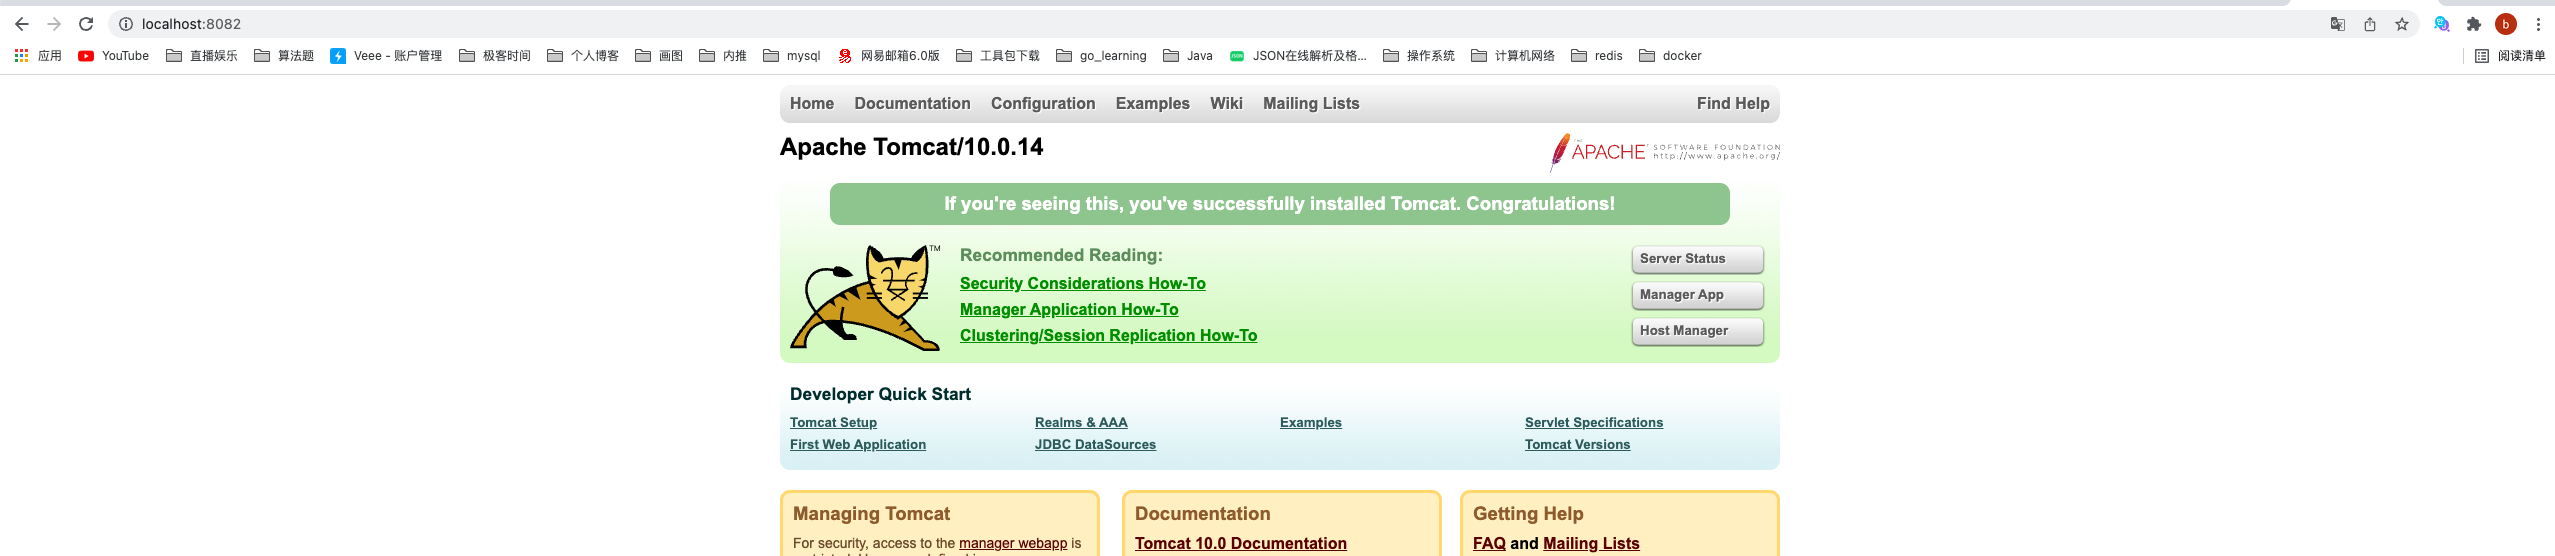 localhost:8082
b
应用 YouTube 直播娱乐 算法题 Veee - 账户管理 极客时间 个人博客 画图 内推 mysql 网易邮箱6.0版 工具包下载 go_learning Java JSON在线解析及格... 操作系统 计算机网络 redis docker 阅读清单
Home Documentation Configuration Examples Wiki Mailing Lists Find Help
Apache Tomcat/10.0.14
THE APACHE SOFTWARE FOUNDATION
http://www.apache.org/
If you're seeing this, you've successfully installed Tomcat. Congratulations!
TM
Recommended Reading:
Security Considerations How-To
Manager Application How-To
Clustering/Session Replication How-To
Server Status
Manager App
Host Manager
Developer Quick Start
Tomcat Setup Realms & AAA Examples Servlet Specifications
First Web Application JDBC DataSources Tomcat Versions
Managing Tomcat
For security, access to the manager webapp is
Documentation
Tomcat 10.0 Documentation
Getting Help
FAQ and Mailing Lists